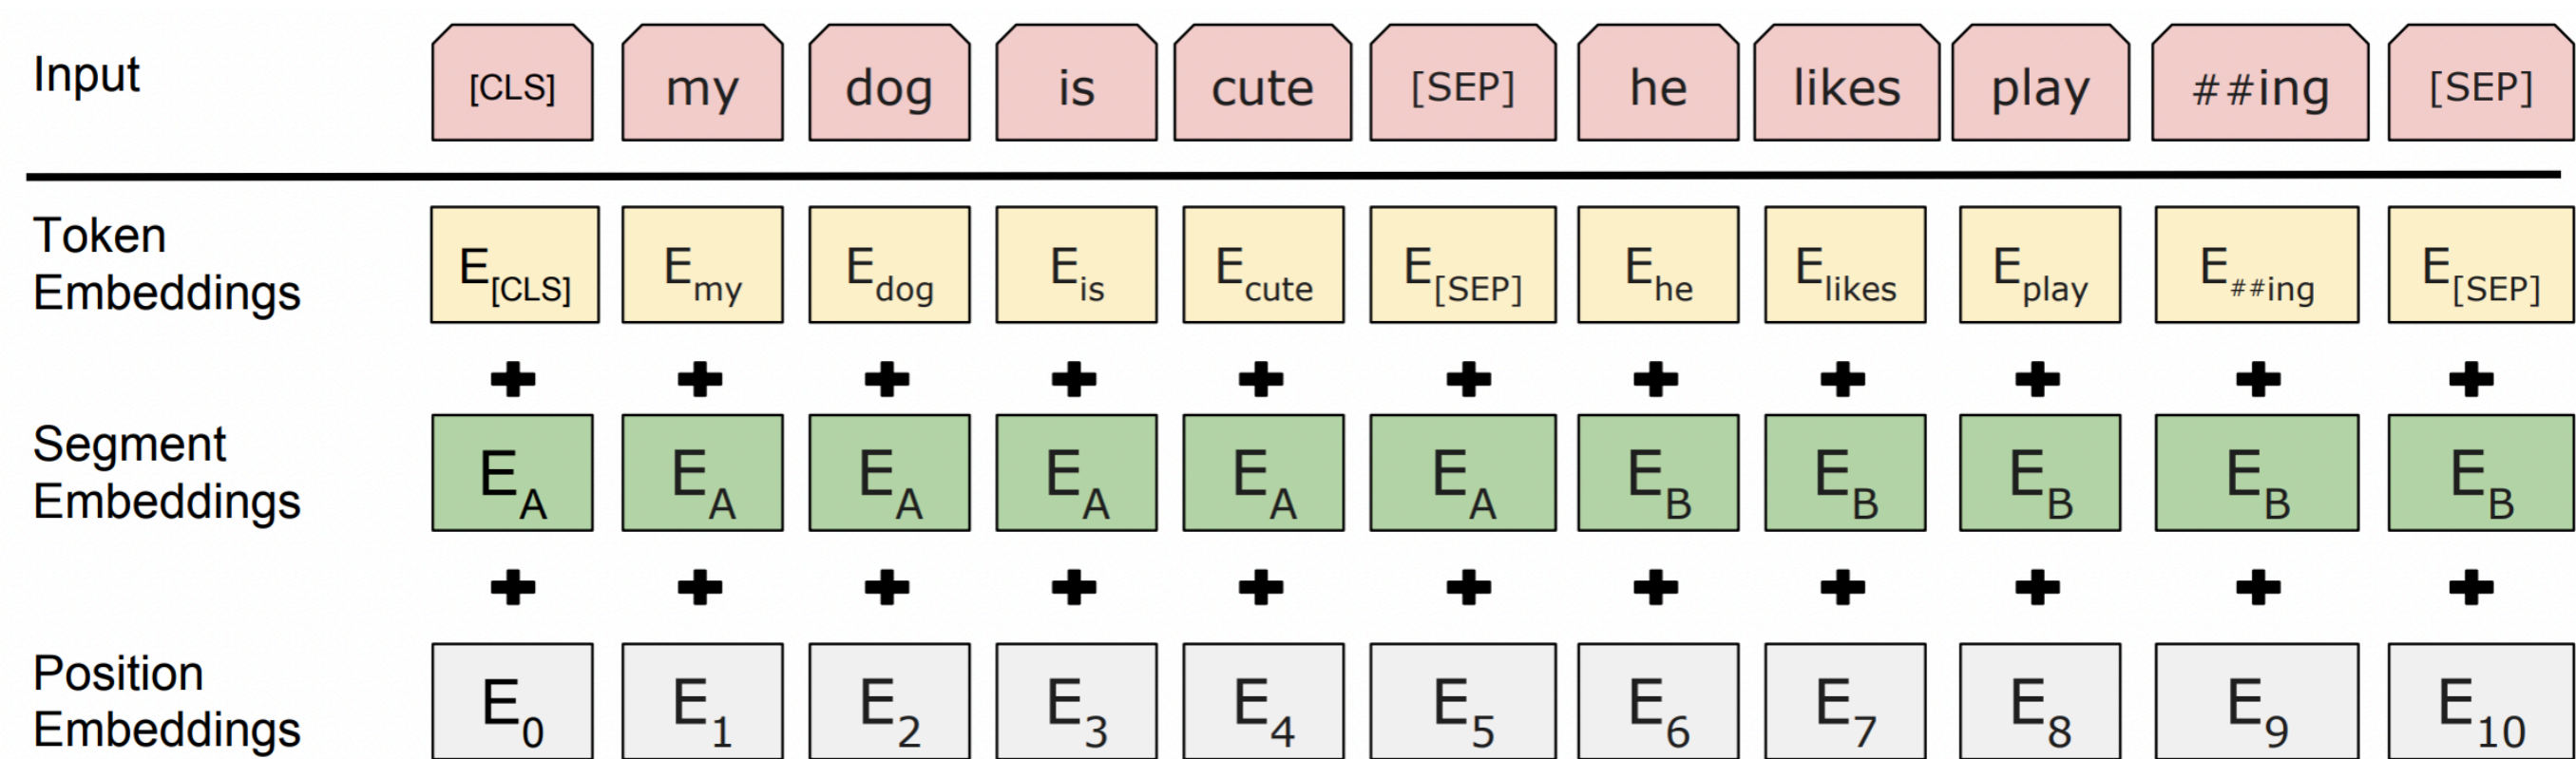 Input [CLS] my dog is cute [SEP] he likes play ##ing [SEP]
Token Embeddings E[CLS] Emy Edog Eis Ecute E[SEP] Ehe Elikes Eplay E##ing E[SEP]
+ + + + + + + + + + +
Segment Embeddings EA EA EA EA EA EA EB EB EB EB EB
+ + + + + + + + + + +
Position Embeddings E0 E1 E2 E3 E4 E5 E6 E7 E8 E9 E10